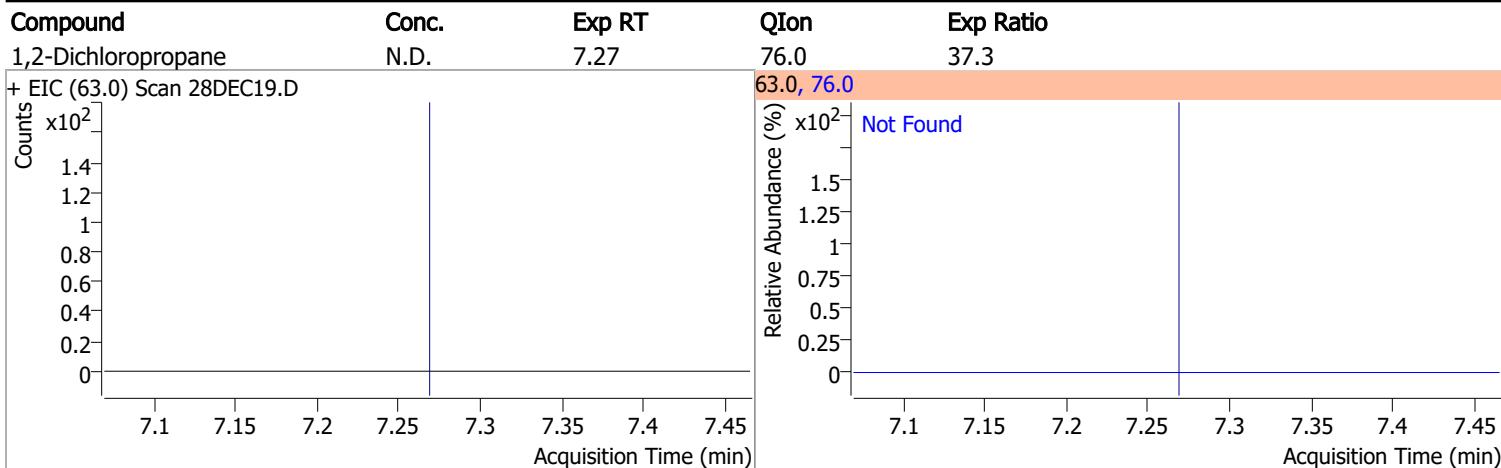 Compound Conc. Exp RT QIon Exp Ratio
1,2-Dichloropropane N.D. 7.27 76.0 37.3
+ EIC (63.0) Scan 28DEC19.D
Counts
x10²
1.4
1.2
1
0.8
0.6
0.4
0.2
0
7.1 7.15 7.2 7.25 7.3 7.35 7.4 7.45
Acquisition Time (min)
63.0, 76.0
Relative Abundance (%)
x10²
Not Found
1.5
1.25
1
0.75
0.5
0.25
0
7.1 7.15 7.2 7.25 7.3 7.35 7.4 7.45
Acquisition Time (min)